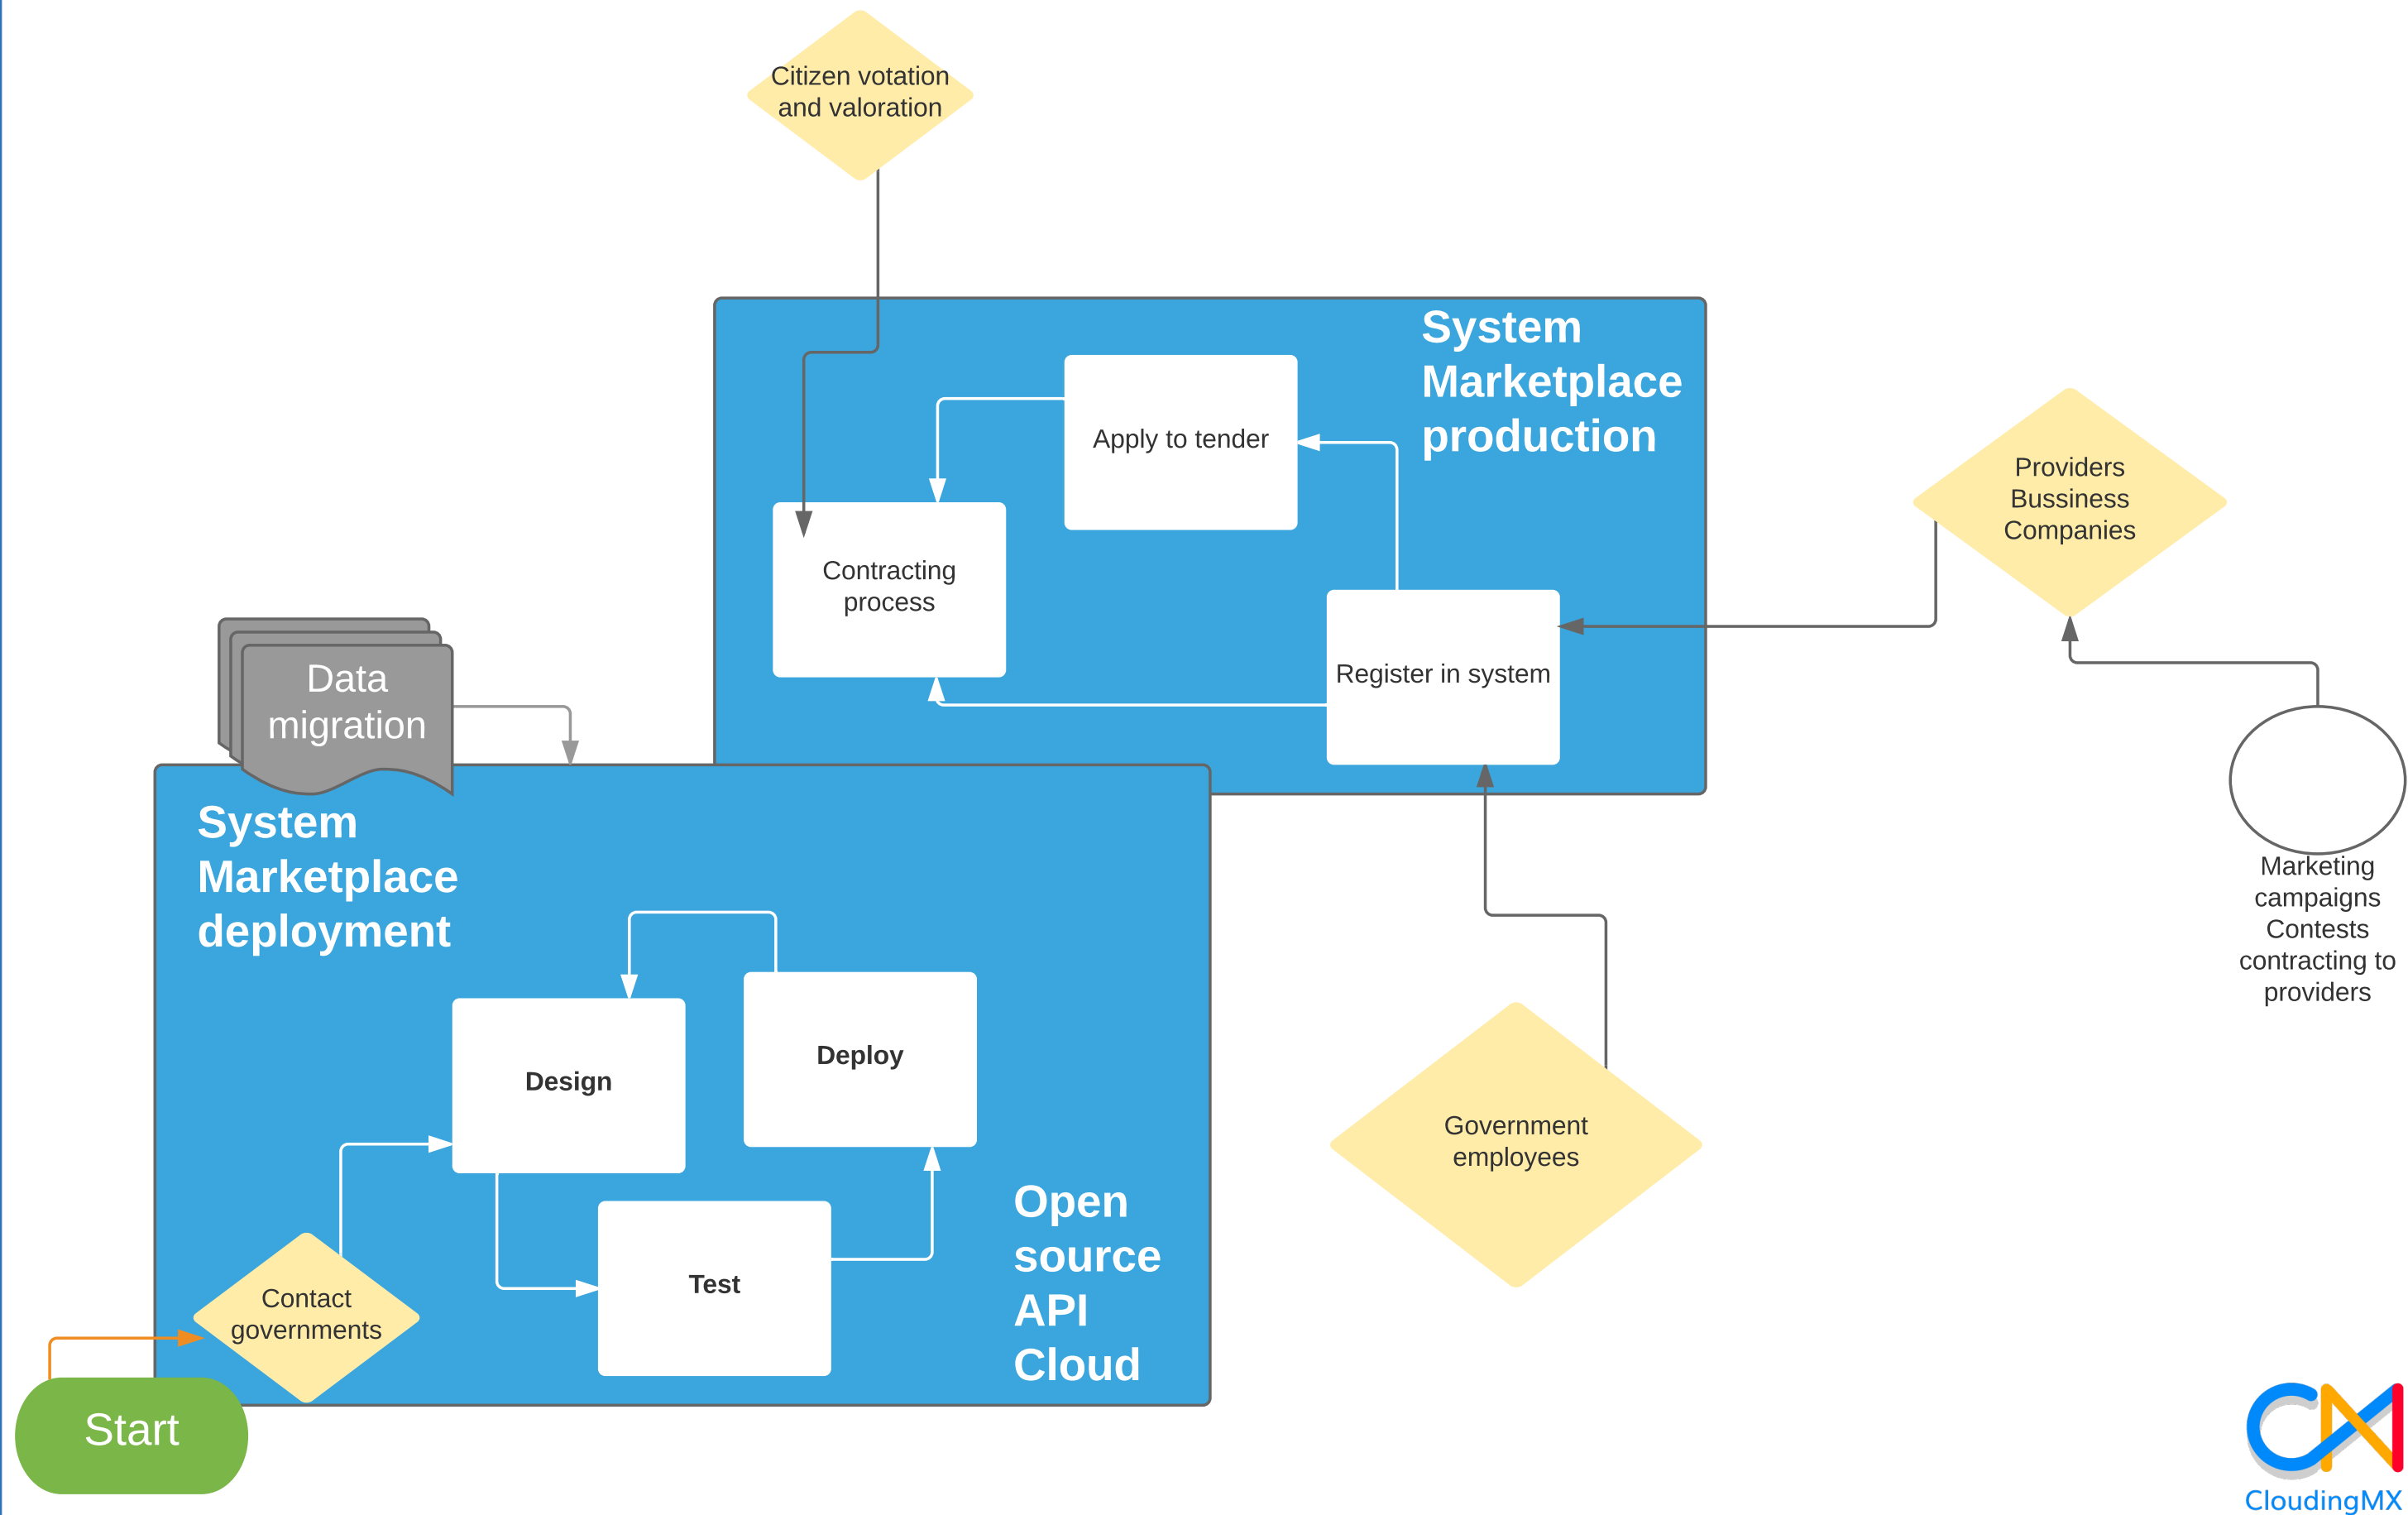 Citizen votation
and valoration
System
Marketplace
production
Apply to tender
Contracting
process
Register in system
Providers
Bussiness
Companies
Data
migration
Marketing
campaigns
Contests
contracting to
providers
System
Marketplace
deployment
Design
Deploy
Test
Open
source
API
Cloud
Government
employees
Contact
governments
Start
CloudingMX